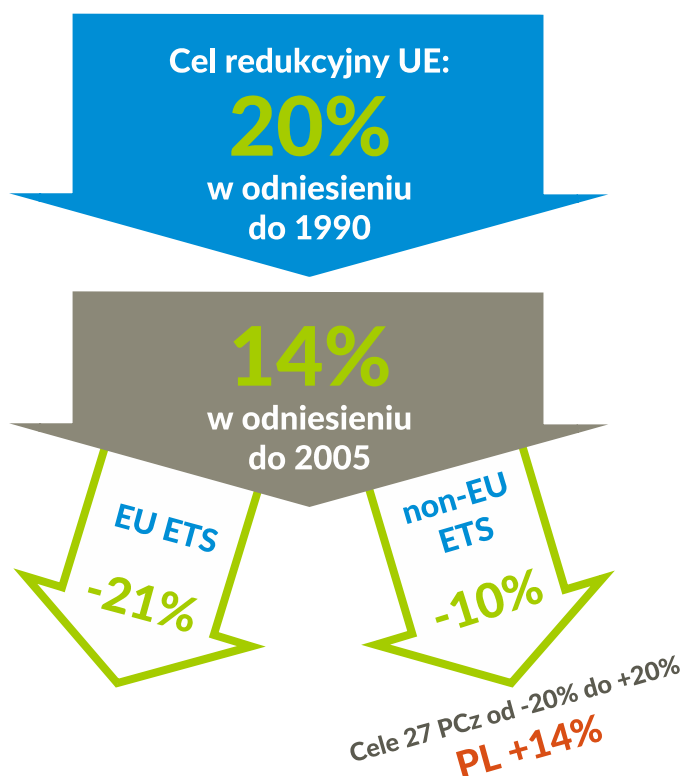 Cel redukcyjny UE:
20%
w odniesieniu
do 1990
14%
w odniesieniu
do 2005
EU ETS
-21%
non-EU
ETS
-10%
Cele 27 PCz od -20% do +20%
PL +14%